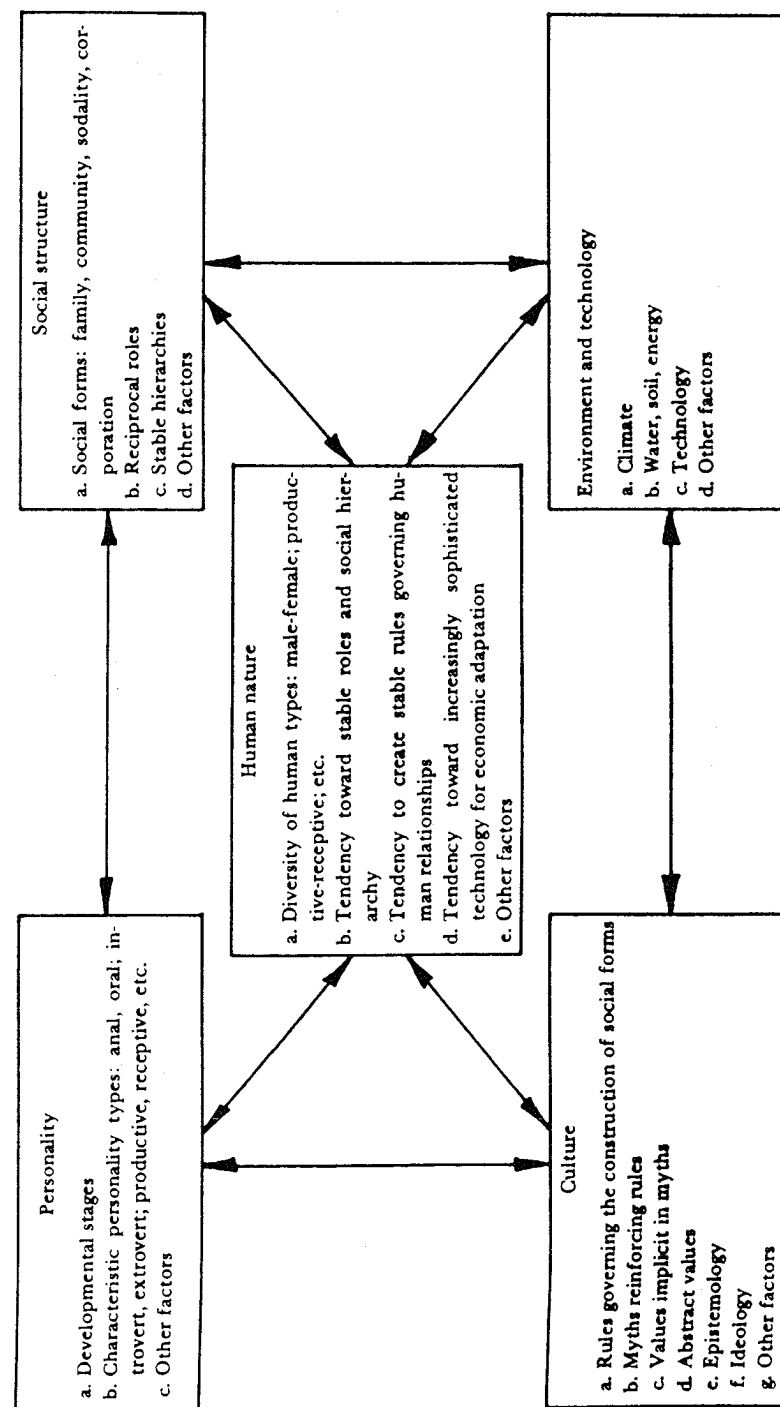 Personality
a. Developmental stages
b. Characteristic personality types: anal, oral; in-
trovert, extrovert; productive, receptive, etc.
c. Other factors
Social structure
a. Social forms: family, community, sodality, cor-
poration
b. Reciprocal roles
c. Stable hierarchies
d. Other factors
Human nature
a. Diversity of human types: male-female; produc-
tive-receptive; etc.
b. Tendency toward stable roles and social hier-
archy
c. Tendency to create stable rules governing hu-
man relationships
d. Tendency toward increasingly sophisticated
technology for economic adaptation
e. Other factors
Culture
a. Rules governing the construction of social forms
b. Myths reinforcing rules
c. Values implicit in myths
d. Abstract values
e. Epistemology
f. Ideology
g. Other factors
Environment and technology
a. Climate
b. Water, soil, energy
c. Technology
d. Other factors